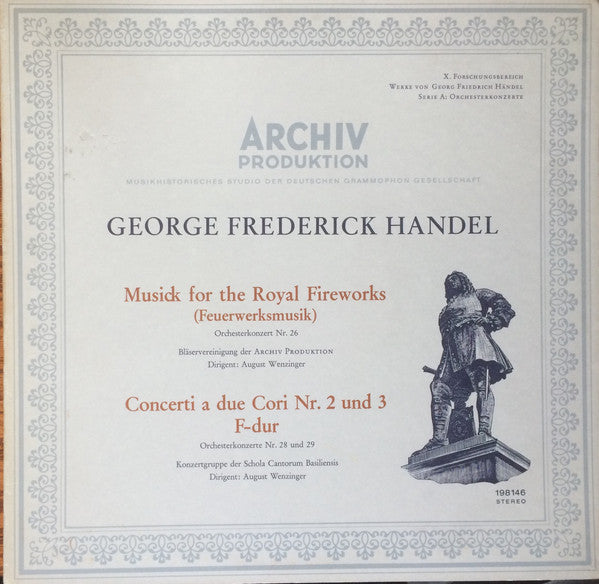 X. Forschungsbereich
Werke von Georg Friedrich Händel
Serie A: Orchesterkonzerte
ARCHIV
PRODUKTION
MUSIKHISTORISCHES STUDIO DER DEUTSCHEN GRAMMOPHON GESELLSCHAFT
GEORGE FREDERICK HANDEL
Musick for the Royal Fireworks
(Feuerwerksmusik)
Orchesterkonzert Nr. 26
Bläservereinigung der Archiv Produktion
Dirigent: August Wenzinger
Concerti a due Cori Nr. 2 und 3
F-dur
Orchesterkonzerte Nr. 28 und 29
Konzertgruppe der Schola Cantorum Basiliensis
Dirigent: August Wenzinger
198146
STEREO